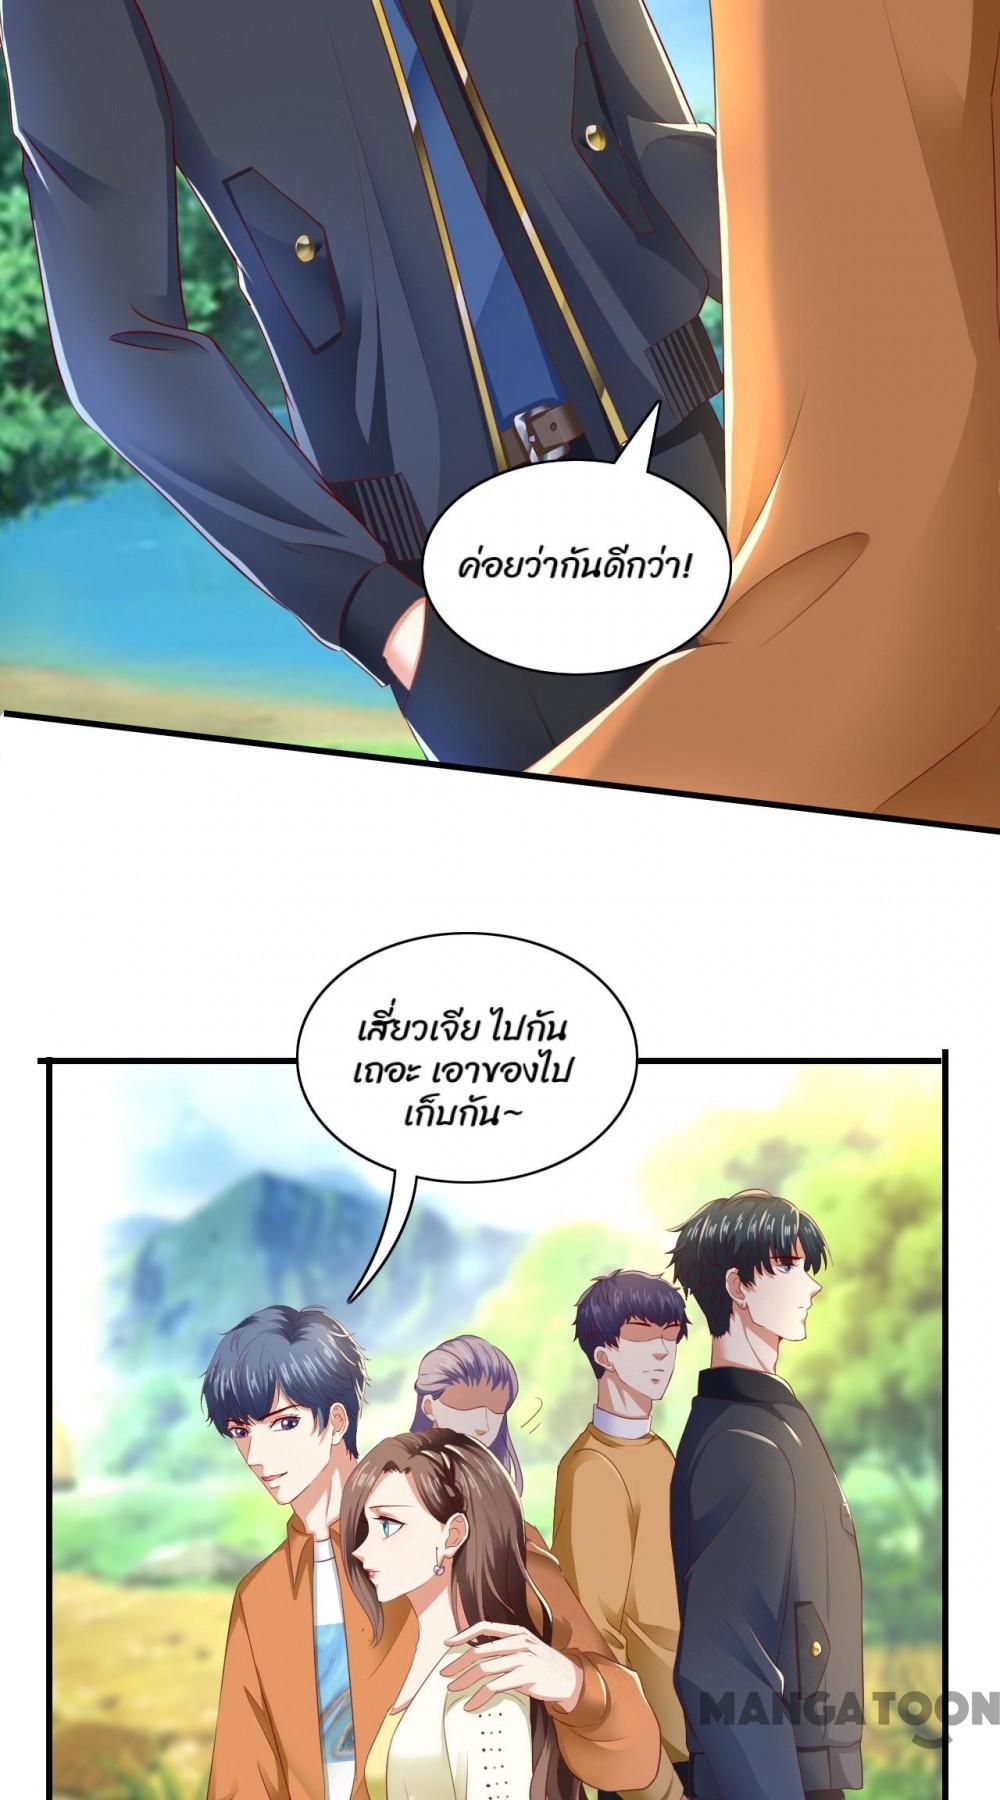 ค่อยว่ากันดีกว่า!
เสี่ยวเจีย ไปกัน
เถอะ เอาของไป
เก็บกัน~
MANGATOON